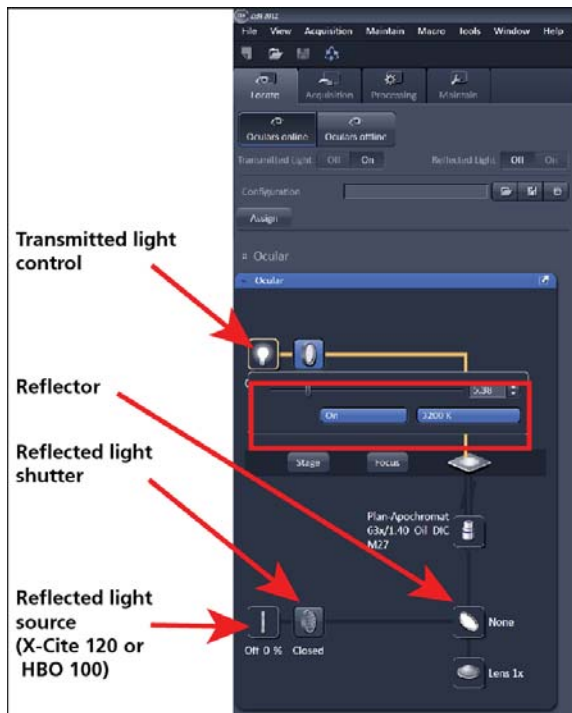 ZEN 2012
File View Acquisition Maintain Macro Tools Window Help
Locate Acquisition Processing Maintain
Oculars online Oculars offline
Transmitted Light Off On Reflected Light Off On
Configuration
Assign
Ocular
Ocular
Transmitted light
control
5.38
On 3200 K
Reflector
Stage Focus
Reflected light
shutter
Plan-Apochromat
63x/1.40 Oil DIC
M27
Reflected light
source
(X-Cite 120 or
HBO 100)
None
Off 0 % Closed
Lens 1x